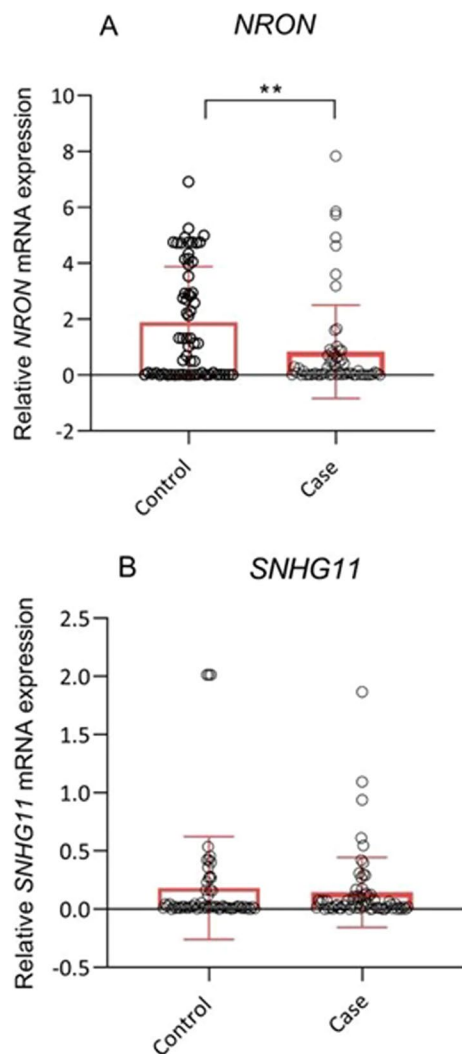 A
NRON
Relative NRON mRNA expression
**
10
8
6
4
2
0
-2
Control
Case
B
SNHG11
Relative SNHG11 mRNA expression
2.5
2.0
1.5
1.0
0.5
0.0
-0.5
Control
Case